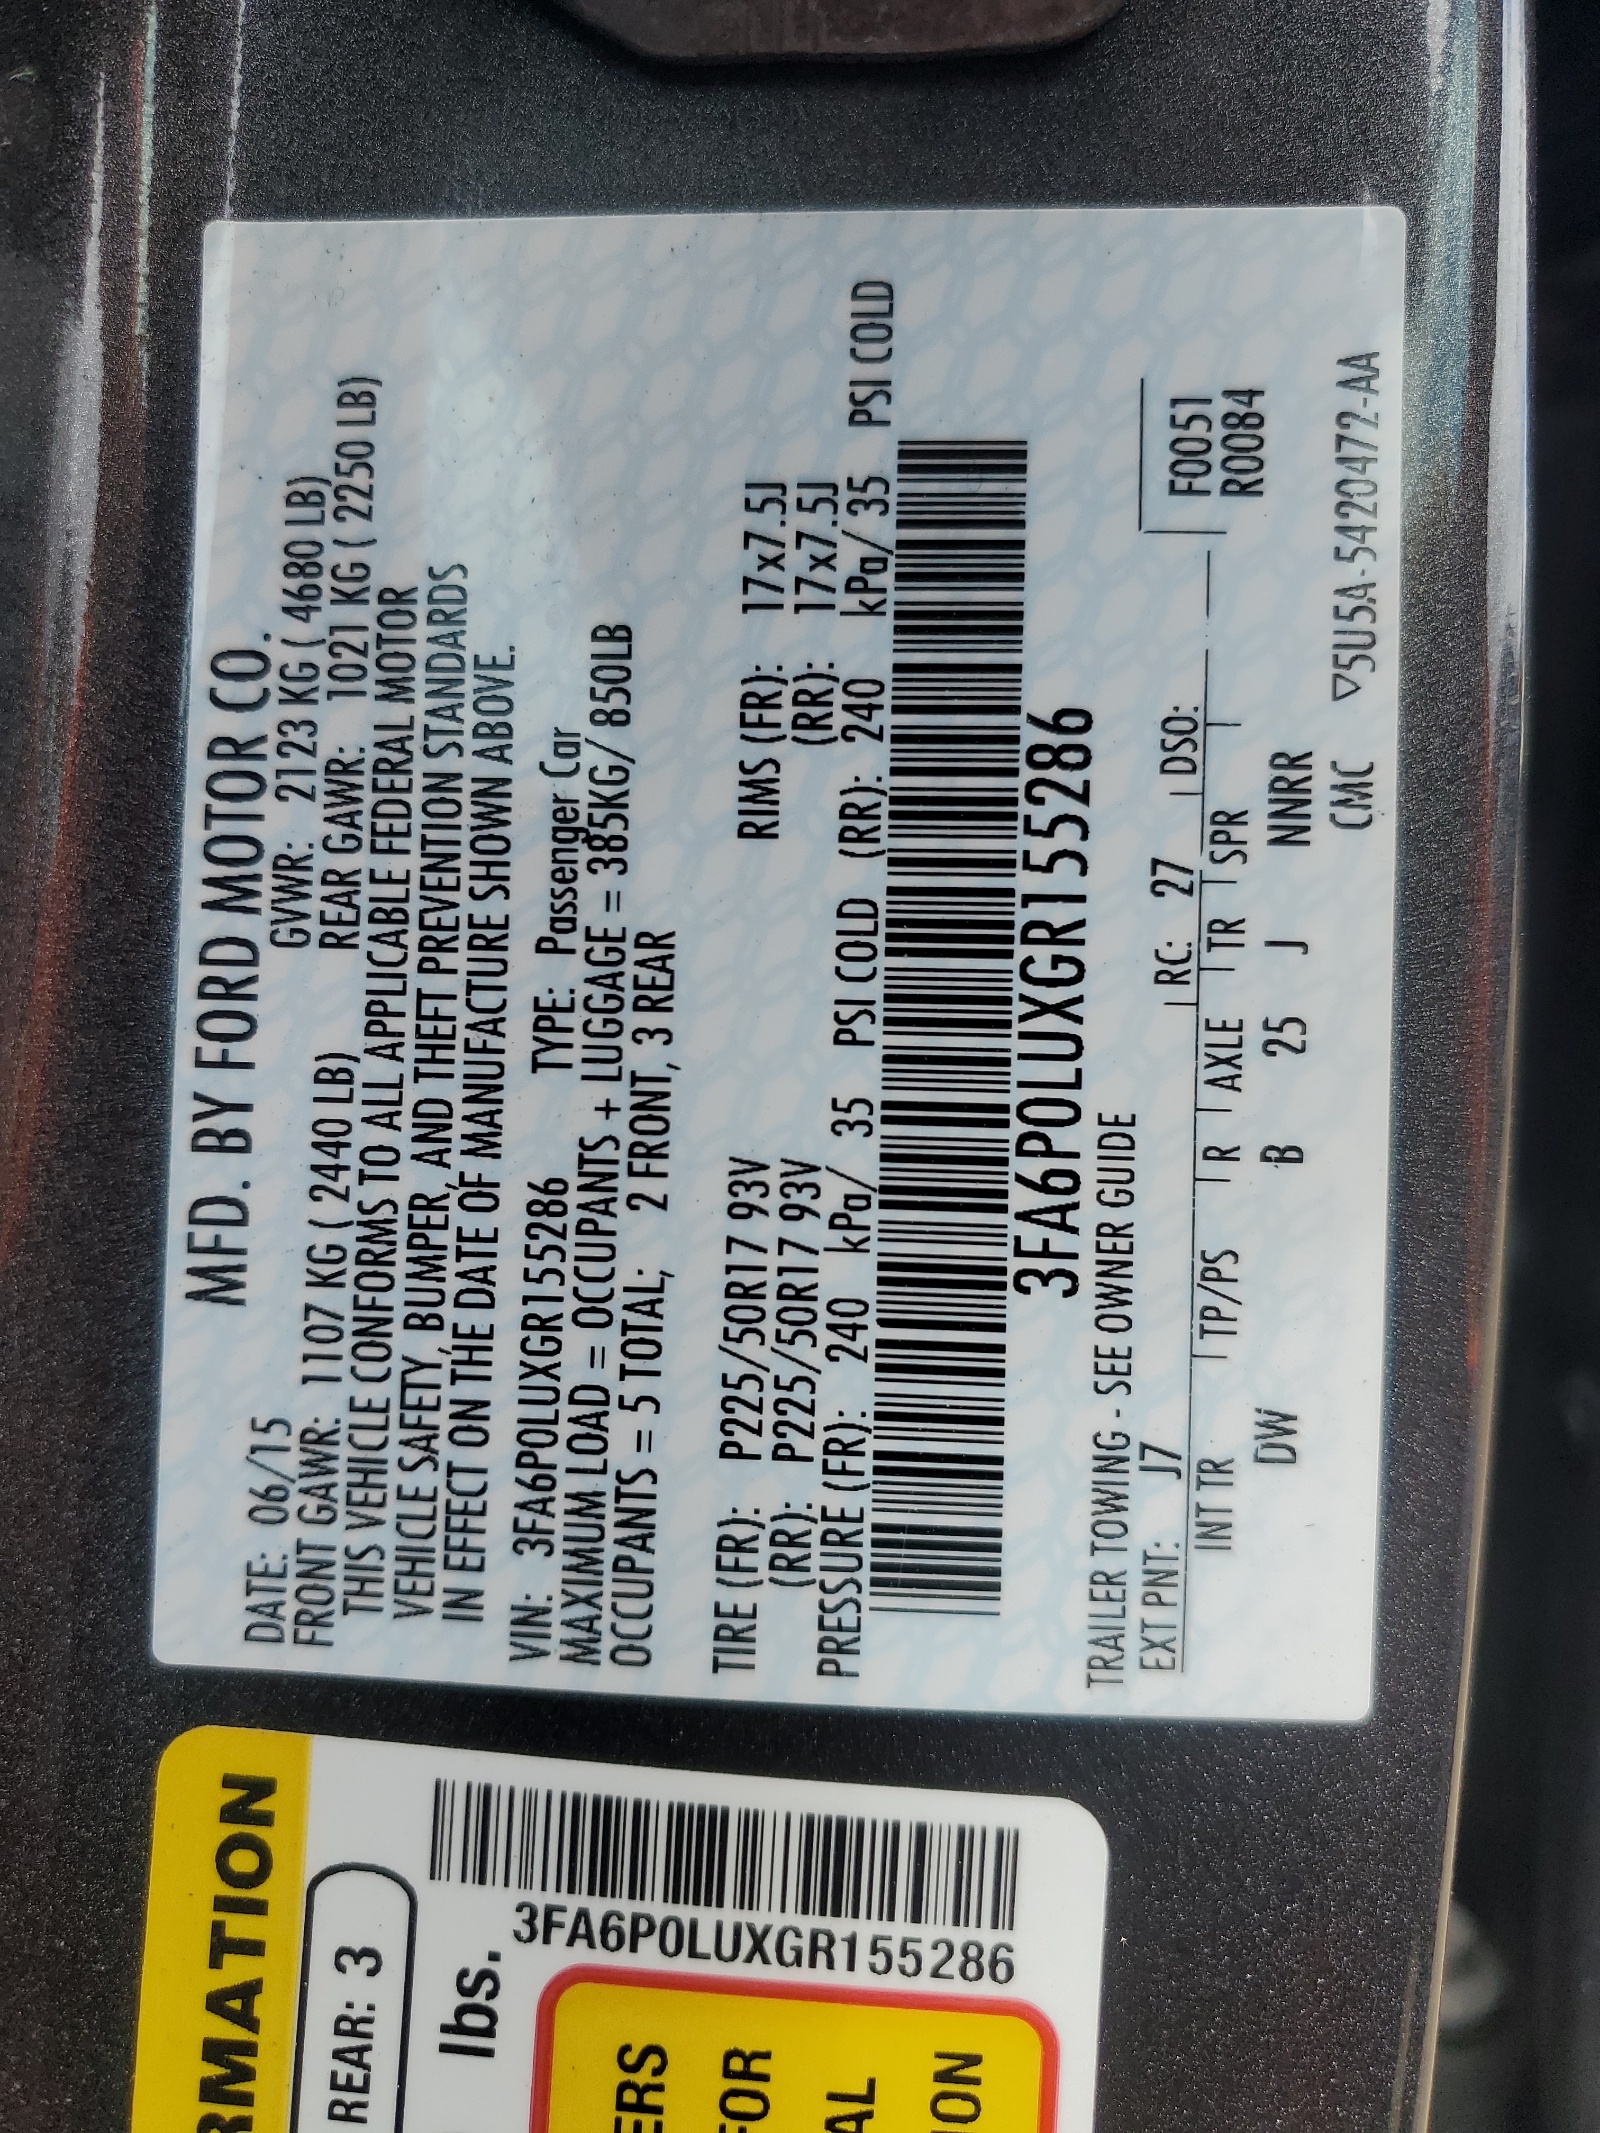 MFD. BY FORD MOTOR CO.
DATE: 06/15 GVWR: 2123 KG ( 4680 LB)
FRONT GAWR: 1107 KG ( 2440 LB) REAR GAWR: 1021 KG ( 2250 LB)
THIS VEHICLE CONFORMS TO ALL APPLICABLE FEDERAL MOTOR
VEHICLE SAFETY, BUMPER, AND THEFT PREVENTION STANDARDS
IN EFFECT ON THE DATE OF MANUFACTURE SHOWN ABOVE.
VIN: 3FA6P0LUXGR155286 TYPE: Passenger Car
MAXIMUM LOAD = OCCUPANTS + LUGGAGE = 385KG/ 850LB
OCCUPANTS = 5 TOTAL; 2 FRONT, 3 REAR
TIRE (FR): P225/50R17 93V RIMS (FR): 17x7.5J
(RR): P225/50R17 93V (RR): 17x7.5J
PRESSURE (FR): 240 kPa/ 35 PSI COLD (RR): 240 kPa/ 35 PSI COLD
3FA6P0LUXGR155286
TRAILER TOWING - SEE OWNER GUIDE
EXT PNT: J7 RC: 27 DSO:
F0051
INT TR TP/PS R AXLE TR SPR
R0084
DW B 25 J NNRR
CMC ▽5U5A-5420472-AA
RMATION
REAR: 3
lbs.
3FA6P0LUXGR155286
ERS
FOR
AL
ION